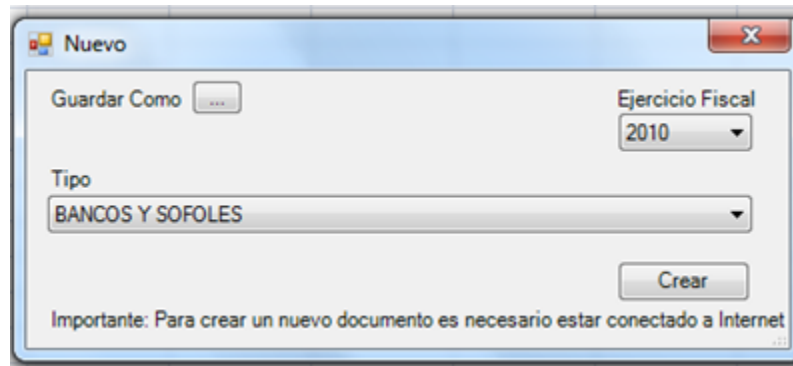 Nuevo
Guardar Como ...
Ejercicio Fiscal
2010
Tipo
BANCOS Y SOFOLES
Crear
Importante: Para crear un nuevo documento es necesario estar conectado a Internet